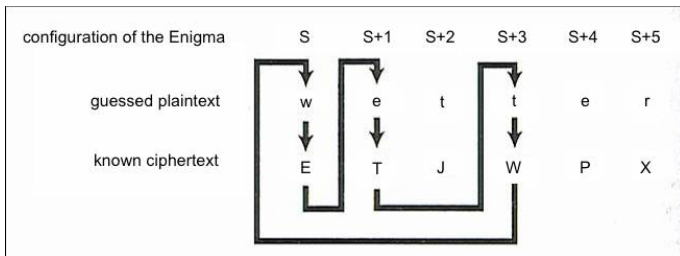 configuration of the Enigma S S+1 S+2 S+3 S+4 S+5
guessed plaintext w e t t e r
known ciphertext E T J W P X